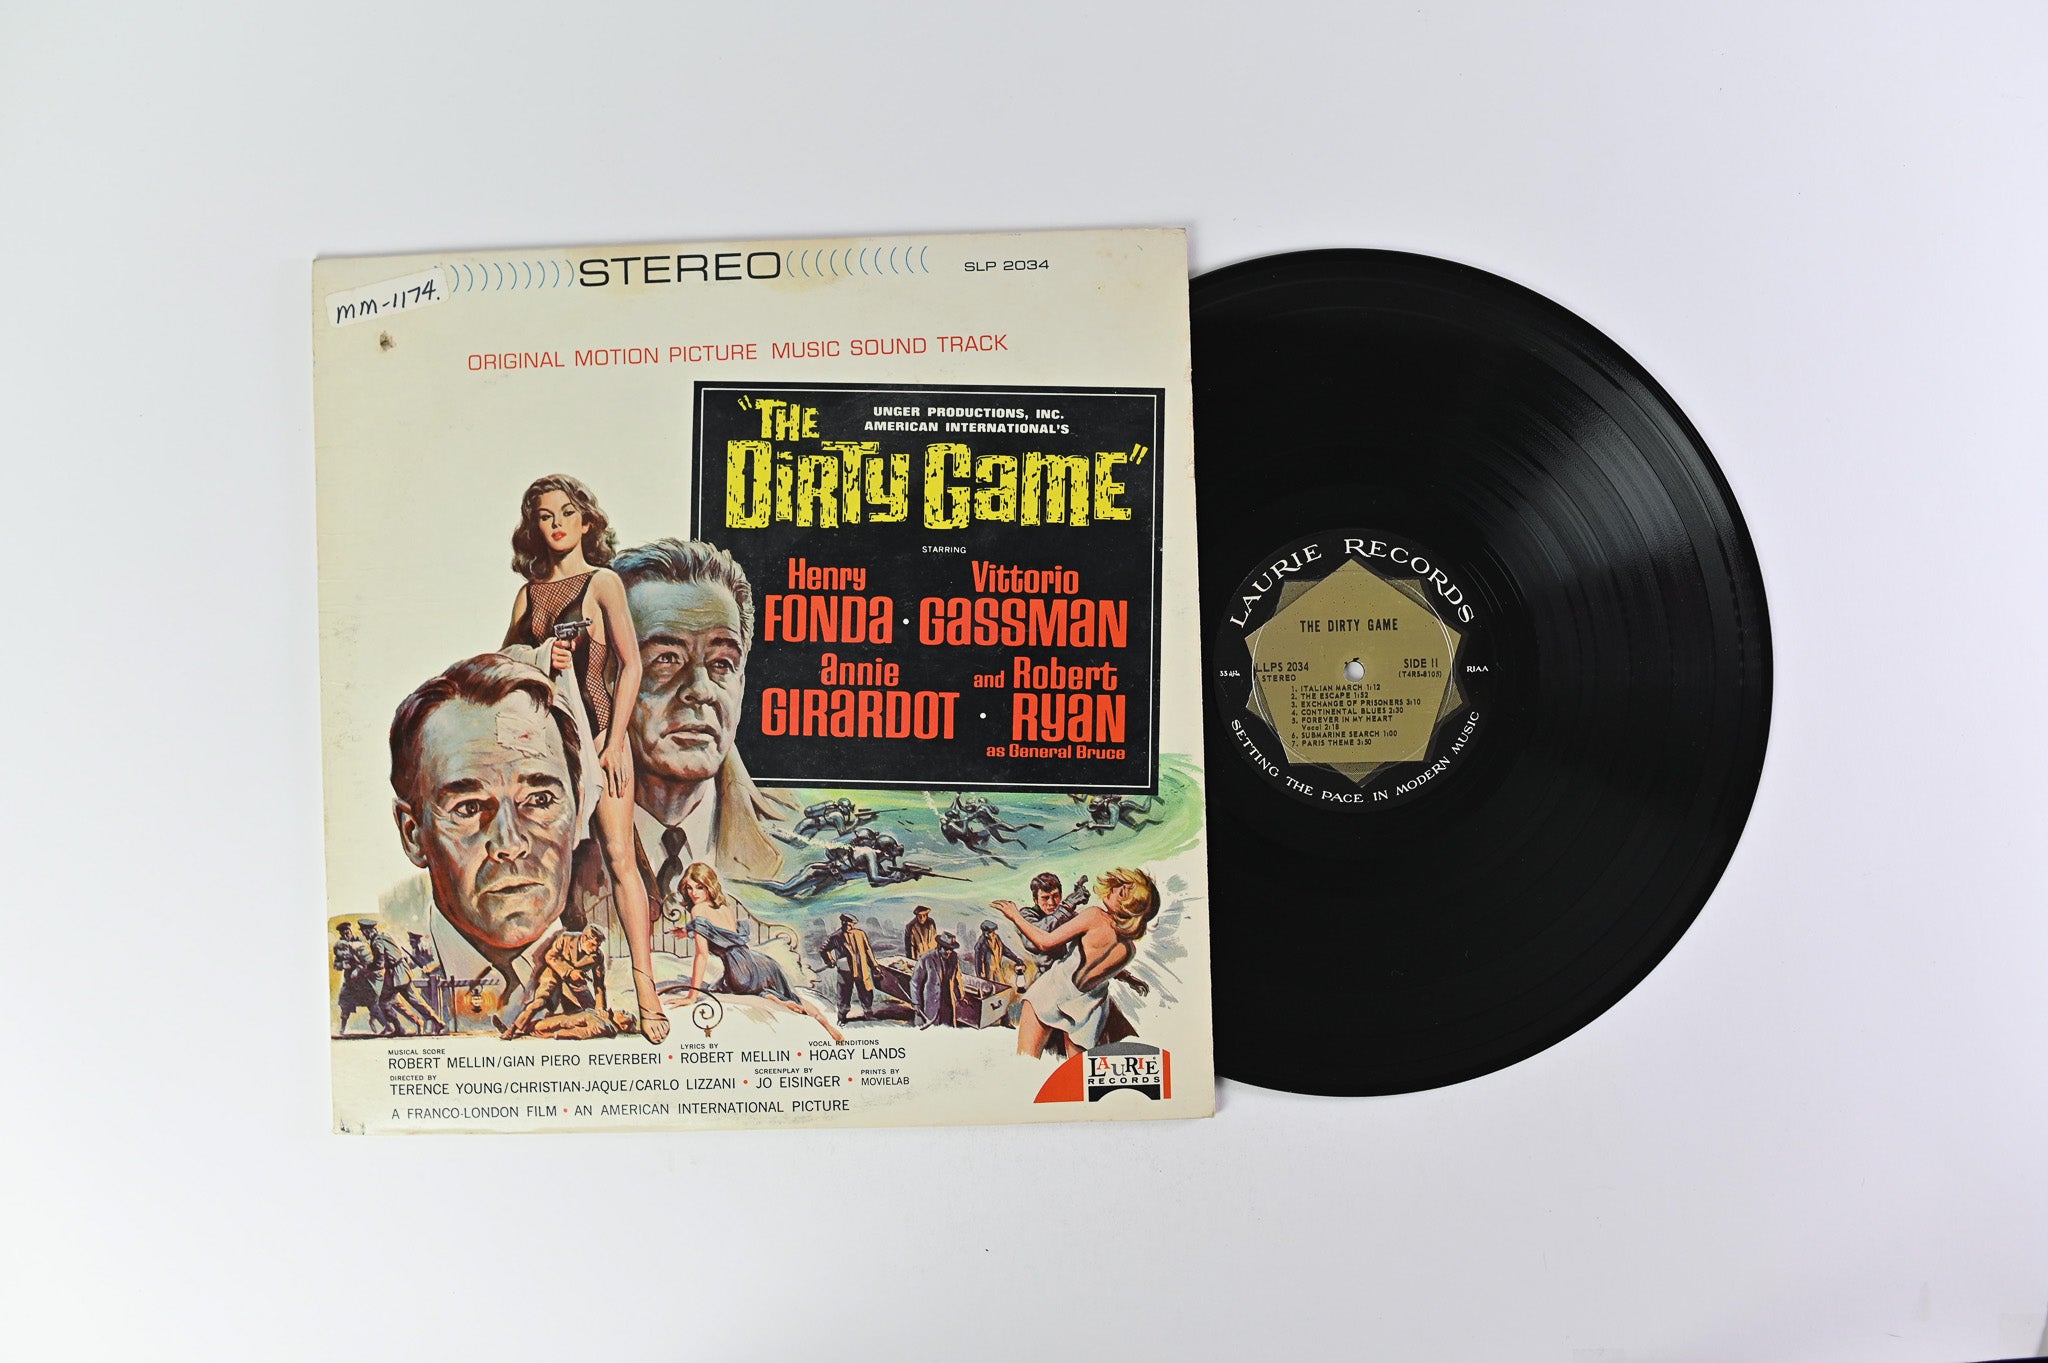 STEREO
SLP 2034
MM-1174.
ORIGINAL MOTION PICTURE MUSIC SOUND TRACK
UNGER PRODUCTIONS, INC.
AMERICAN INTERNATIONAL'S
"THE
DIRTY GAME"
STARRING
Henry FONDA • Vittorio GASSMAN
annie GIRARDOT • and Robert RYAN
as General Bruce
MUSICAL SCORE
ROBERT MELLIN/GIAN PIERO REVERBERI • LYRICS BY ROBERT MELLIN • VOCAL RENDITIONS HOAGY LANDS
DIRECTED BY
TERENCE YOUNG/CHRISTIAN-JAQUE/CARLO LIZZANI • SCREENPLAY BY JO EISINGER • PRINTS BY MOVIELAB
A FRANCO-LONDON FILM • AN AMERICAN INTERNATIONAL PICTURE
LAURIE
RECORDS
LAURIE RECORDS
THE DIRTY GAME
LLPS 2034
STEREO
SIDE II
(T4RS-8105)
33 1/3
RIAA
1. ITALIAN MARCH 1:12
2. THE ESCAPE 1:52
3. EXCHANGE OF PRISONERS 3:10
4. CONTINENTAL BLUES 2:30
5. FOREVER IN MY HEART
Vocal 2:18
6. SUBMARINE SEARCH 1:00
7. PARIS THEME 3:50
SETTING THE PACE IN MODERN MUSIC